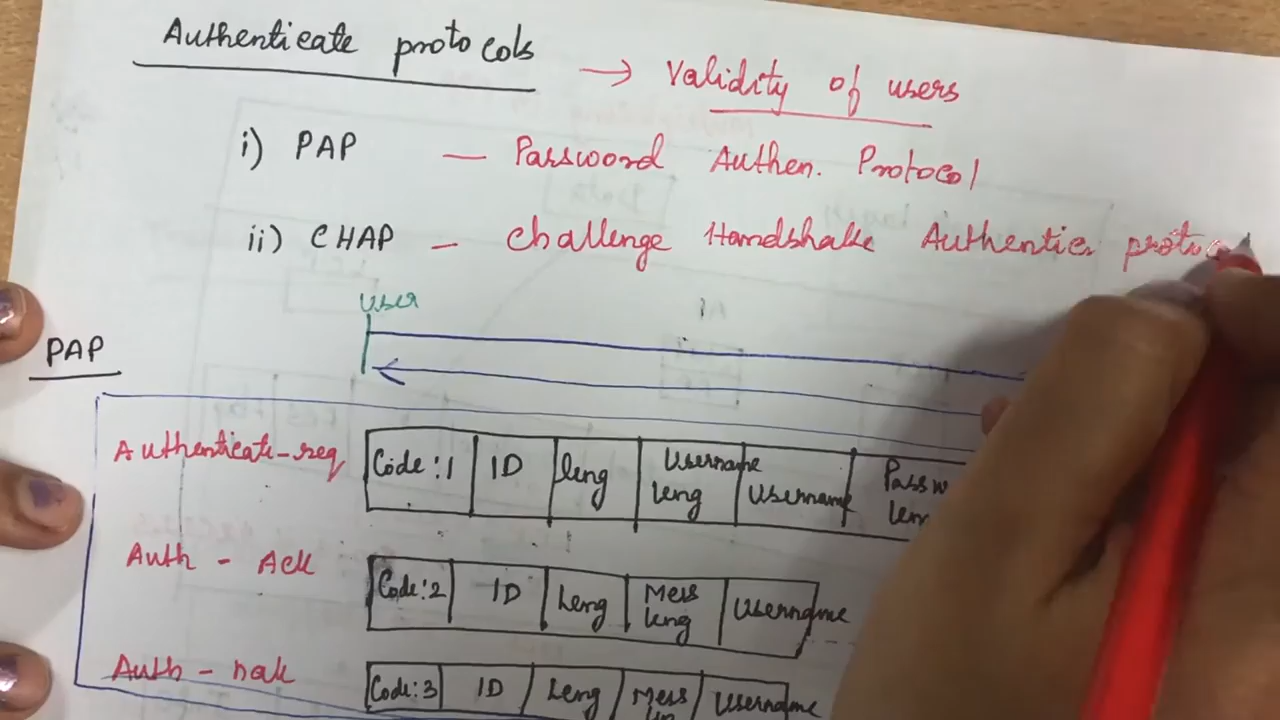 Authenticate protocols → Validity of users
i) PAP — Password Authen. Protocol
ii) CHAP — Challenge Handshake Authentic
user
PAP
Authenticate-req Code:1 ID leng Username leng Username Passw
Auth - Ack Code:2 ID Leng Mess leng Username
Auth - nak Code:3 ID Leng Mess Username